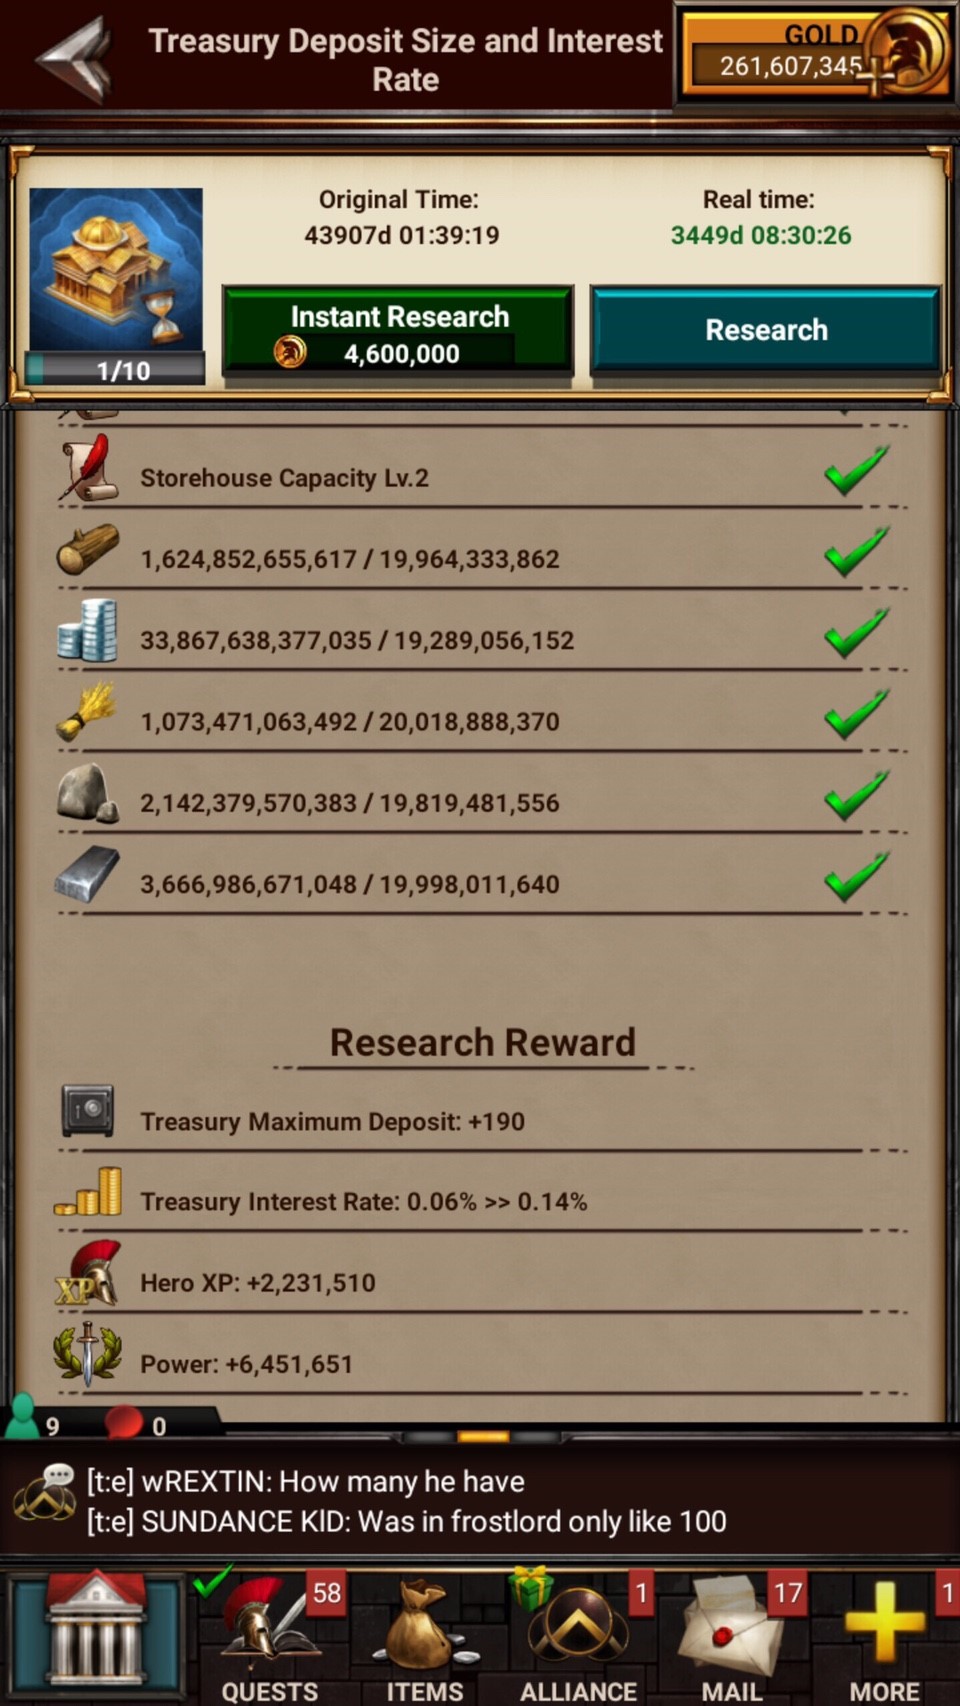 Treasury Deposit Size and Interest
Rate
GOLD
261,607,345
Original Time:
43907d 01:39:19
Real time:
3449d 08:30:26
Instant Research
4,600,000
Research
1/10
Storehouse Capacity Lv.2
1,624,852,655,617 / 19,964,333,862
33,867,638,377,035 / 19,289,056,152
1,073,471,063,492 / 20,018,888,370
2,142,379,570,383 / 19,819,481,556
3,666,986,671,048 / 19,998,011,640
Research Reward
Treasury Maximum Deposit: +190
Treasury Interest Rate: 0.06% >> 0.14%
XP
Hero XP: +2,231,510
Power: +6,451,651
9
0
[t:e] wREXTIN: How many he have
[t:e] SUNDANCE KlD: Was in frostlord only like 100
58
1
17
1
QUESTS
ITEMS
ALLIANCE
MAIL
MORE